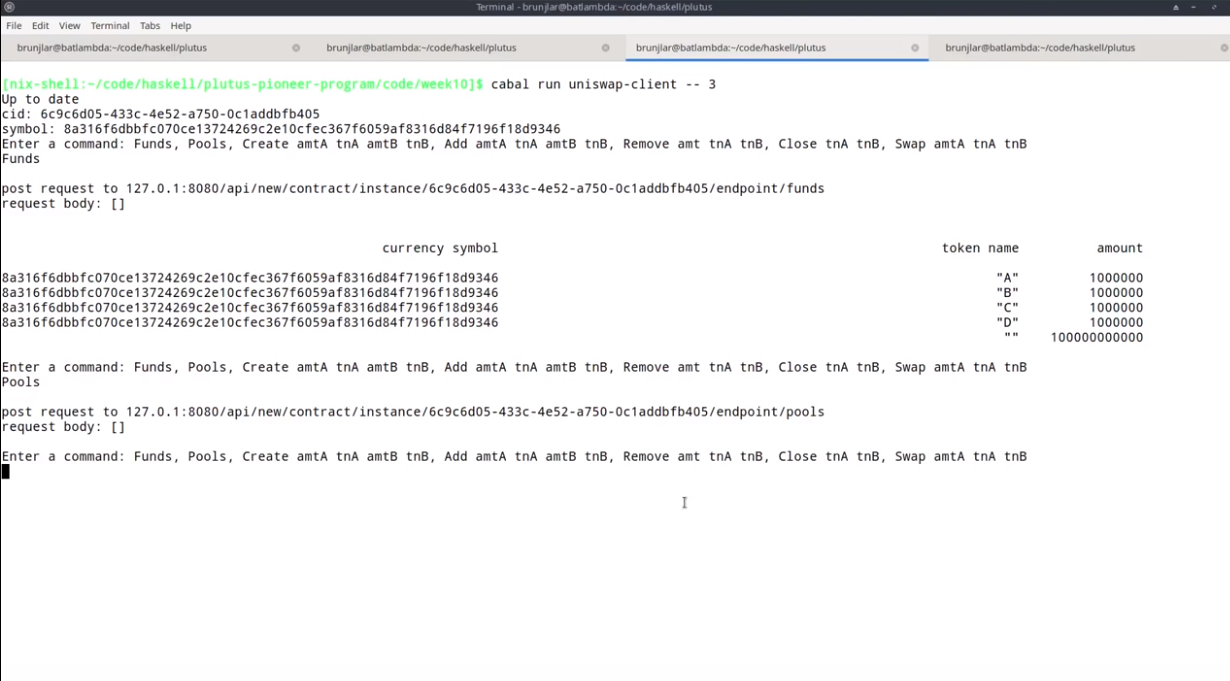 Terminal - brunjlar@batlambda:~/code/haskell/plutus
File Edit View Terminal Tabs Help
brunjlar@batlambda:~/code/haskell/plutus brunjlar@batlambda:~/code/haskell/plutus brunjlar@batlambda:~/code/haskell/plutus brunjlar@batlambda:~/code/haskell/plutus
[nix-shell:~/code/haskell/plutus-pioneer-program/code/week10]$ cabal run uniswap-client -- 3
Up to date
cid: 6c9c6d05-433c-4e52-a750-0c1addbfb405
symbol: 8a316f6dbbfc070ce13724269c2e10cfec367f6059af8316d84f7196f18d9346
Enter a command: Funds, Pools, Create amtA tnA amtB tnB, Add amtA tnA amtB tnB, Remove amt tnA tnB, Close tnA tnB, Swap amtA tnA tnB
Funds
post request to 127.0.1:8080/api/new/contract/instance/6c9c6d05-433c-4e52-a750-0c1addbfb405/endpoint/funds
request body: []
currency symbol token name amount
8a316f6dbbfc070ce13724269c2e10cfec367f6059af8316d84f7196f18d9346 "A" 1000000
8a316f6dbbfc070ce13724269c2e10cfec367f6059af8316d84f7196f18d9346 "B" 1000000
8a316f6dbbfc070ce13724269c2e10cfec367f6059af8316d84f7196f18d9346 "C" 1000000
8a316f6dbbfc070ce13724269c2e10cfec367f6059af8316d84f7196f18d9346 "D" 1000000
"" 100000000000
Enter a command: Funds, Pools, Create amtA tnA amtB tnB, Add amtA tnA amtB tnB, Remove amt tnA tnB, Close tnA tnB, Swap amtA tnA tnB
Pools
post request to 127.0.1:8080/api/new/contract/instance/6c9c6d05-433c-4e52-a750-0c1addbfb405/endpoint/pools
request body: []
Enter a command: Funds, Pools, Create amtA tnA amtB tnB, Add amtA tnA amtB tnB, Remove amt tnA tnB, Close tnA tnB, Swap amtA tnA tnB